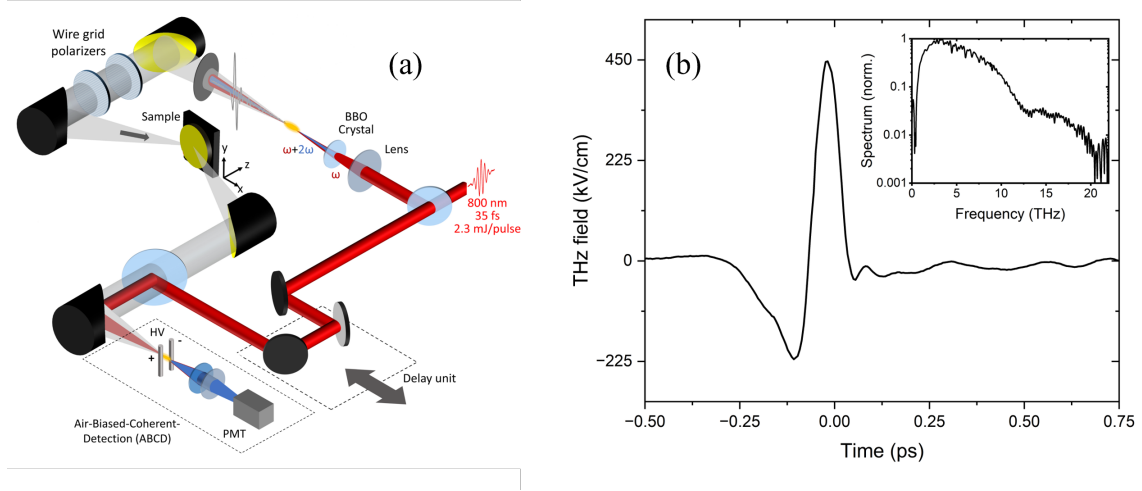 (a)
Wire grid
polarizers
Sample
y
z
x
BBO
Crystal
Lens
ω+2ω
ω
800 nm
35 fs
2.3 mJ/pulse
HV
+
-
Delay unit
PMT
Air-Biased-Coherent-
Detection (ABCD)
(b)
THz field (kV/cm)
450
225
0
−225
−0.50
−0.25
0.00
0.25
0.50
0.75
Time (ps)
Spectrum (norm.)
1
0.1
0.01
0.001
0
5
10
15
20
Frequency (THz)